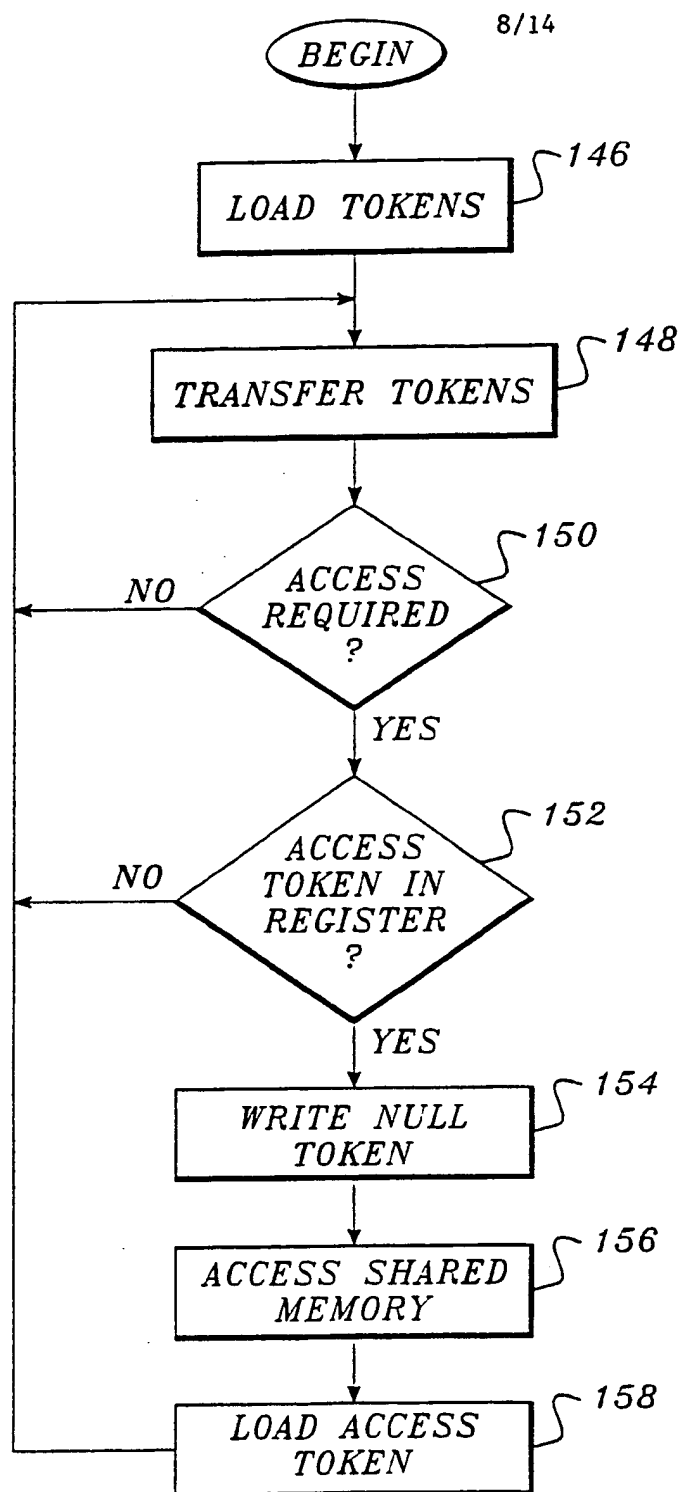 8/14
BEGIN
146
LOAD TOKENS
148
TRANSFER TOKENS
150
ACCESS
REQUIRED
?
NO
YES
152
ACCESS
TOKEN IN
REGISTER
?
NO
YES
154
WRITE NULL
TOKEN
156
ACCESS SHARED
MEMORY
158
LOAD ACCESS
TOKEN